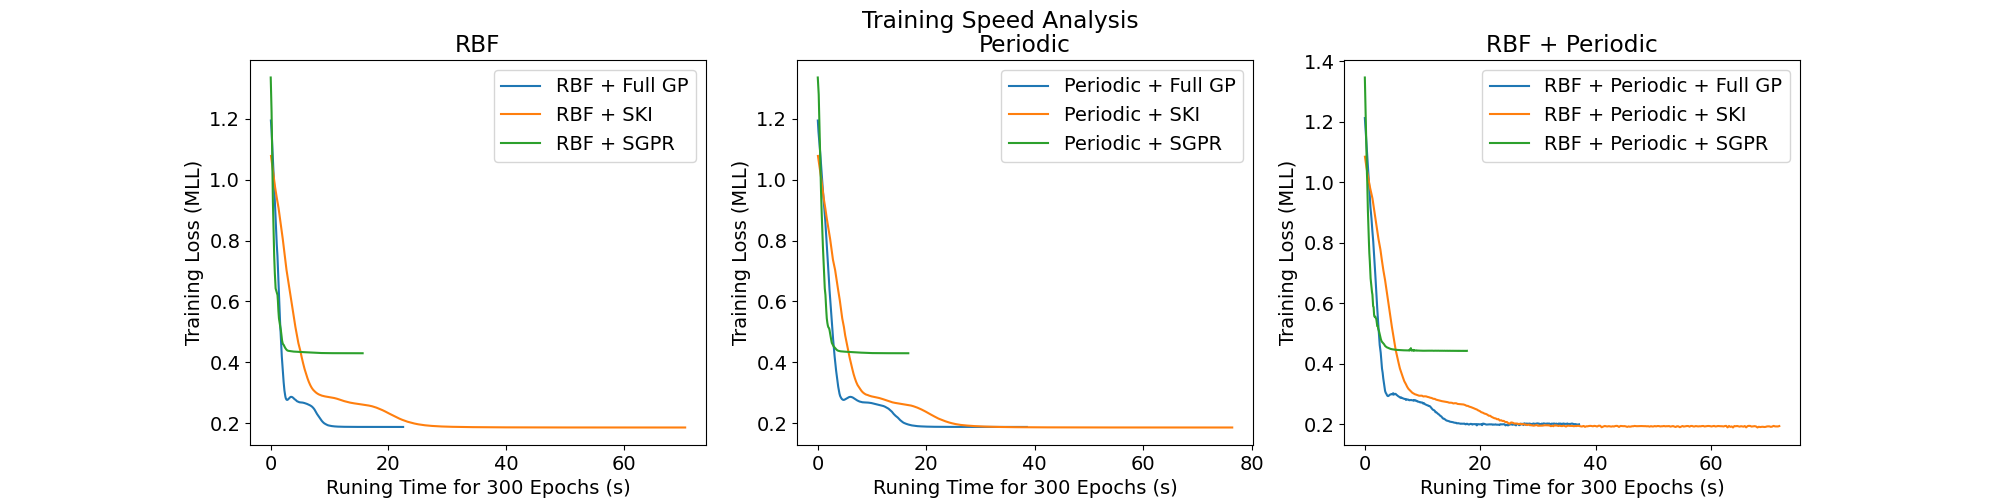 Training Speed Analysis
RBF
1.2
1.0
0.8
0.6
0.4
0.2
Training Loss (MLL)
RBF + Full GP
RBF + SKI
RBF + SGPR
0
20
40
60
Runing Time for 300 Epochs (s)
Periodic
1.2
1.0
0.8
0.6
0.4
0.2
Training Loss (MLL)
Periodic + Full GP
Periodic + SKI
Periodic + SGPR
0
20
40
60
80
Runing Time for 300 Epochs (s)
RBF + Periodic
1.4
1.2
1.0
0.8
0.6
0.4
0.2
Training Loss (MLL)
RBF + Periodic + Full GP
RBF + Periodic + SKI
RBF + Periodic + SGPR
0
20
40
60
Runing Time for 300 Epochs (s)